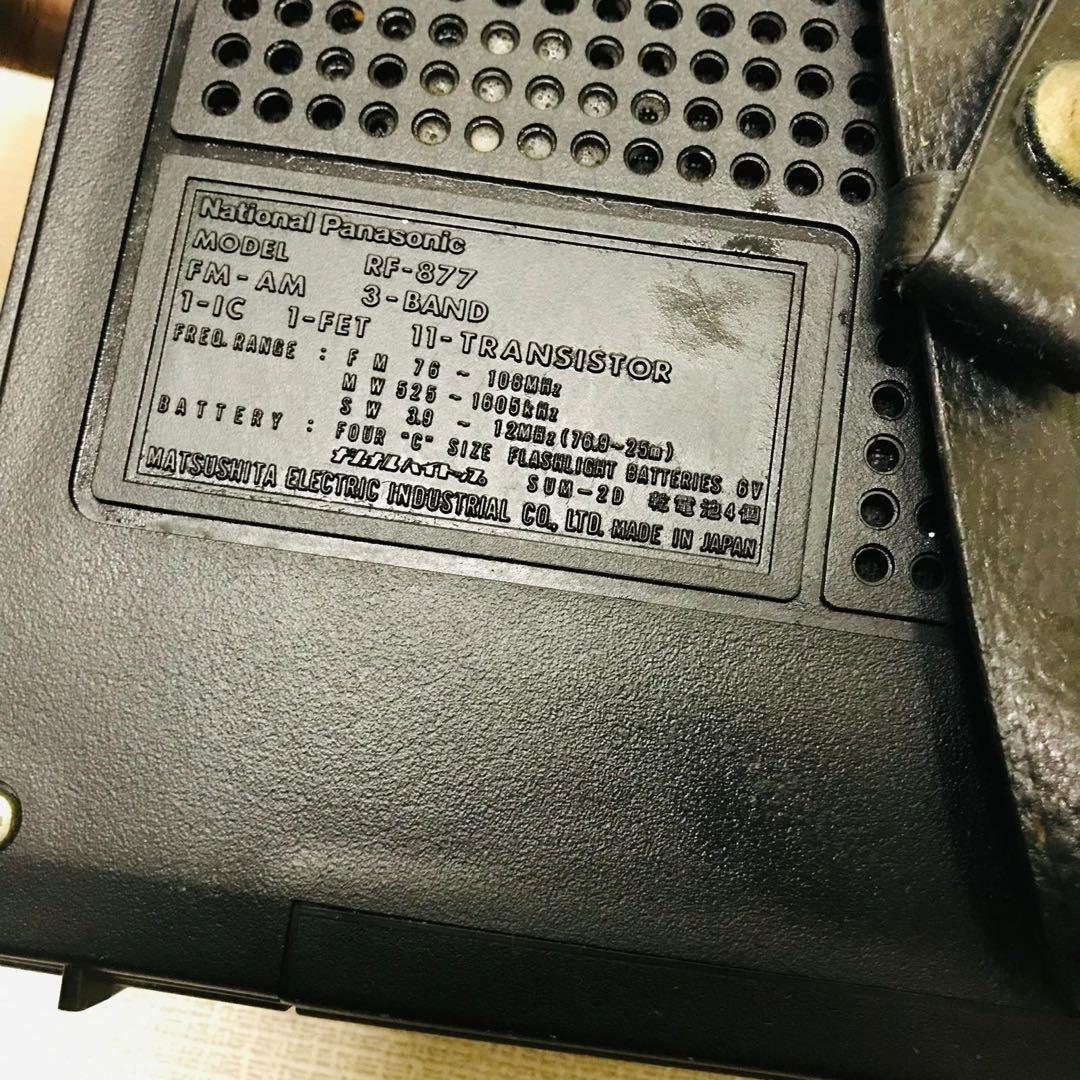 National Panasonic
MODEL RF-877
FM-AM 3-BAND
1-IC 1-FET 11-TRANSISTOR
FREQ. RANGE : FM 76 ~ 108MHz
MW 525 ~ 1605kHz
SW 3.9 ~ 12MHz (76.9~25m)
BATTERY : FOUR "C" SIZE FLASHLIGHT BATTERIES 6V
ナショナルハイトップ SUM-2D 乾電池4個
MATSUSHITA ELECTRIC INDUSTRIAL CO., LTD. MADE IN JAPAN